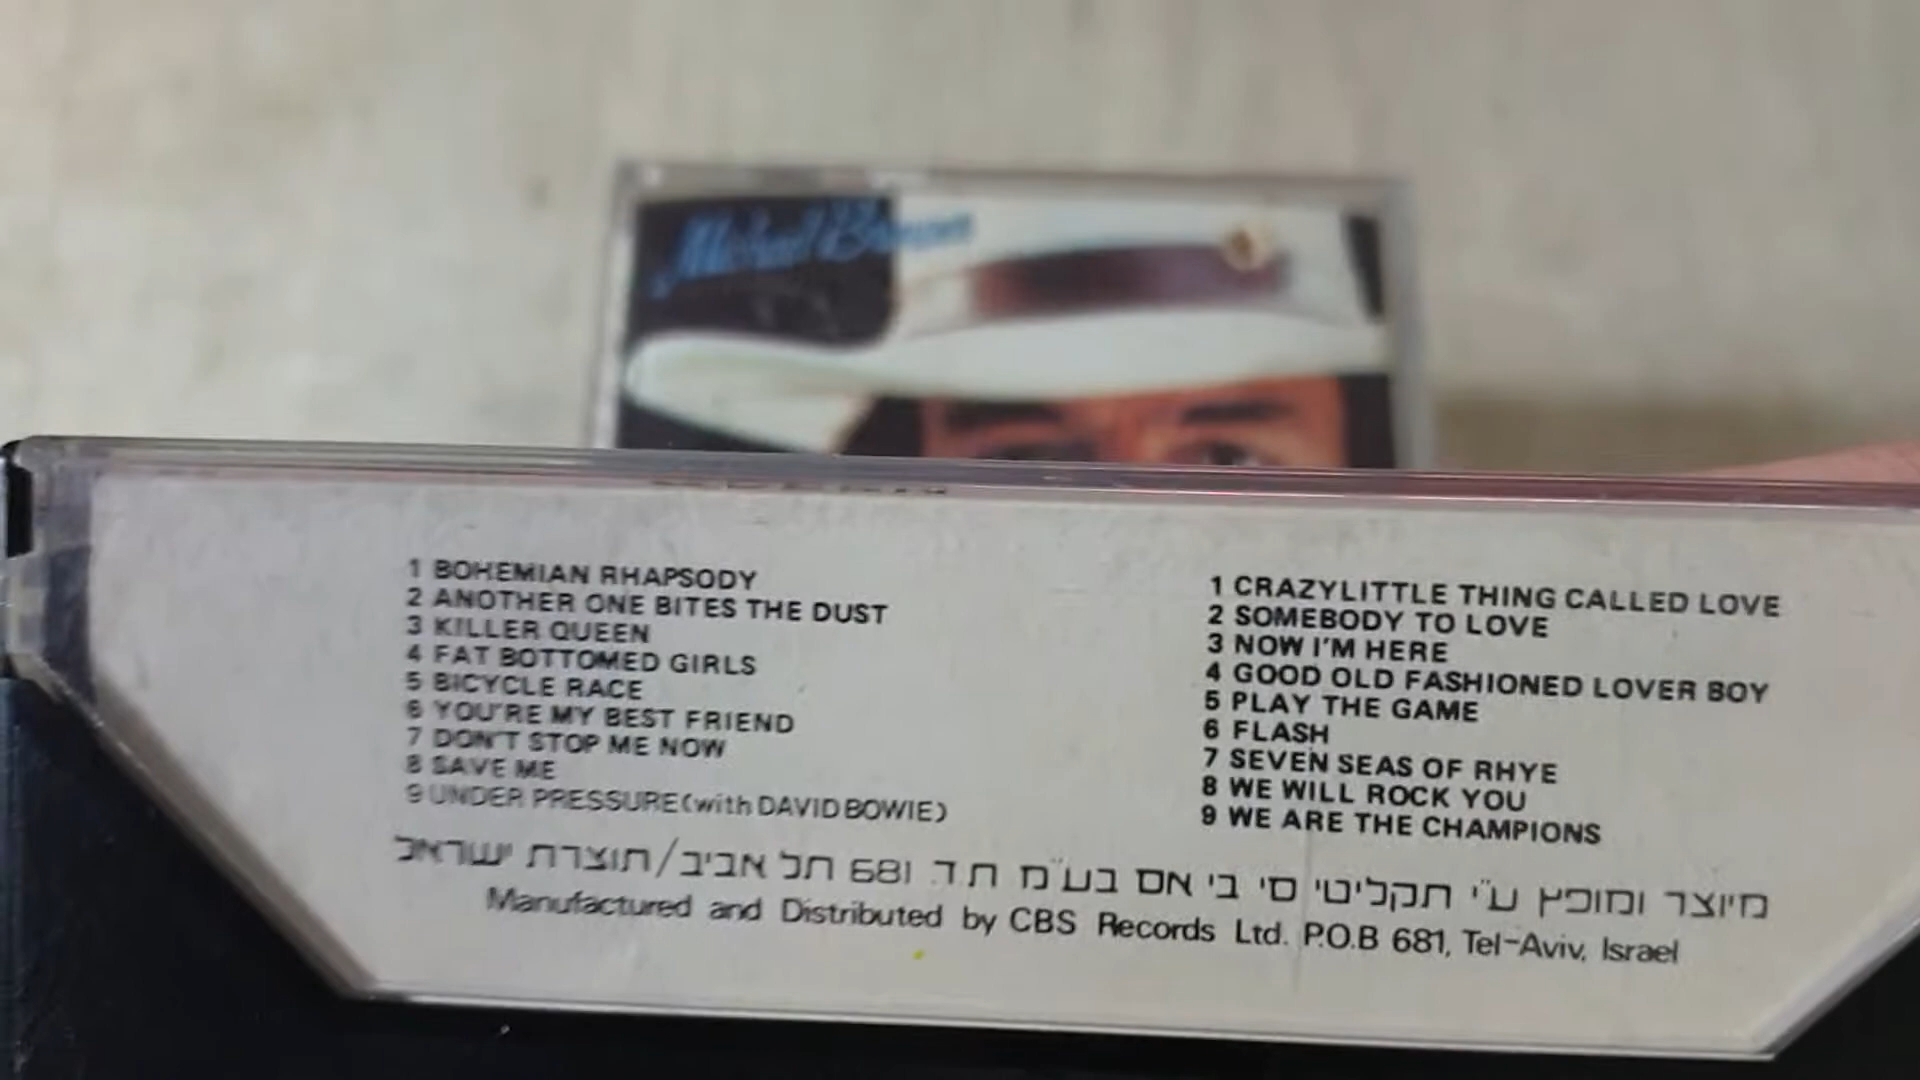 1 BOHEMIAN RHAPSODY
2 ANOTHER ONE BITES THE DUST
3 KILLER QUEEN
4 FAT BOTTOMED GIRLS
5 BICYCLE RACE
6 YOU'RE MY BEST FRIEND
7 DON'T STOP ME NOW
8 SAVE ME
9 UNDER PRESSURE (with DAVID BOWIE)
1 CRAZYLITTLE THING CALLED LOVE
2 SOMEBODY TO LOVE
3 NOW I'M HERE
4 GOOD OLD FASHIONED LOVER BOY
5 PLAY THE GAME
6 FLASH
7 SEVEN SEAS OF RHYE
8 WE WILL ROCK YOU
9 WE ARE THE CHAMPIONS
מיוצר ומופץ ע"י תקליטי סי בי אס בע"מ ת.ד. 681 תל אביב/תוצרת ישראל
Manufactured and Distributed by CBS Records Ltd. P.O.B 681, Tel-Aviv, Israel